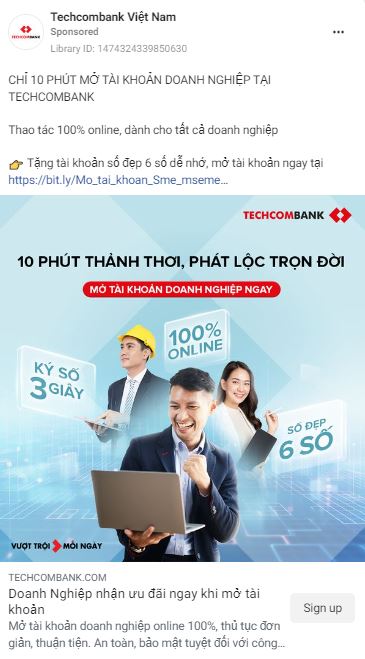 Techcombank Việt Nam
Sponsored
Library ID: 1474324339850630
CHỈ 10 PHÚT MỞ TÀI KHOẢN DOANH NGHIỆP TẠI
TECHCOMBANK
Thao tác 100% online, dành cho tất cả doanh nghiệp
👉 Tặng tài khoản số đẹp 6 số dễ nhớ, mở tài khoản ngay tại
https://bit.ly/Mo_tai_khoan_Sme_mseme...
TECHCOMBANK
10 PHÚT THẢNH THƠI, PHÁT LỘC TRỌN ĐỜI
MỞ TÀI KHOẢN DOANH NGHIỆP NGAY
100%
ONLINE
KÝ SỐ
3 GIÂY
SỐ ĐẸP
6 SỐ
VƯỢT TRỘI MỖI NGÀY
TECHCOMBANK.COM
Doanh Nghiệp nhận ưu đãi ngay khi mở tài
khoản
Sign up
Mở tài khoản doanh nghiệp online 100%, thủ tục đơn
giản, thuận tiện. An toàn, bảo mật tuyệt đối với công...